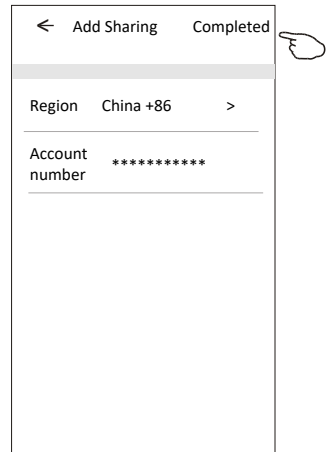 ← Add Sharing Completed
Region China +86 >
Account
number ***********